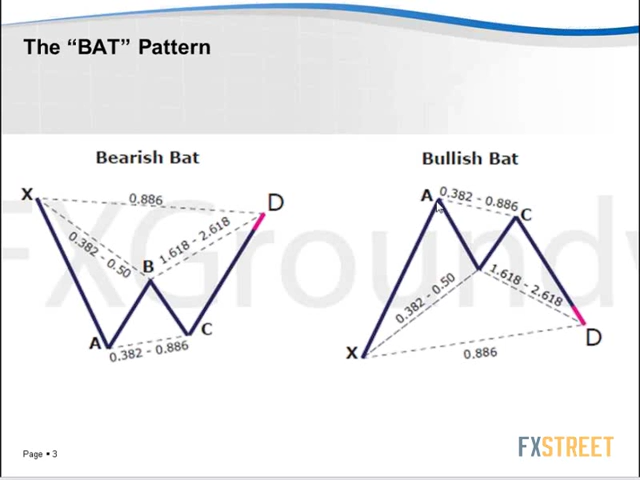 The “BAT” Pattern
Bearish Bat
X
0.886
D
0.382 - 0.50
1.618 - 2.618
B
A
C
0.382 - 0.886
Bullish Bat
A
0.382 - 0.886
C
0.382 - 0.50
1.618 - 2.618
X
0.886
D
FXGround
Page ▪ 3
FXSTREET